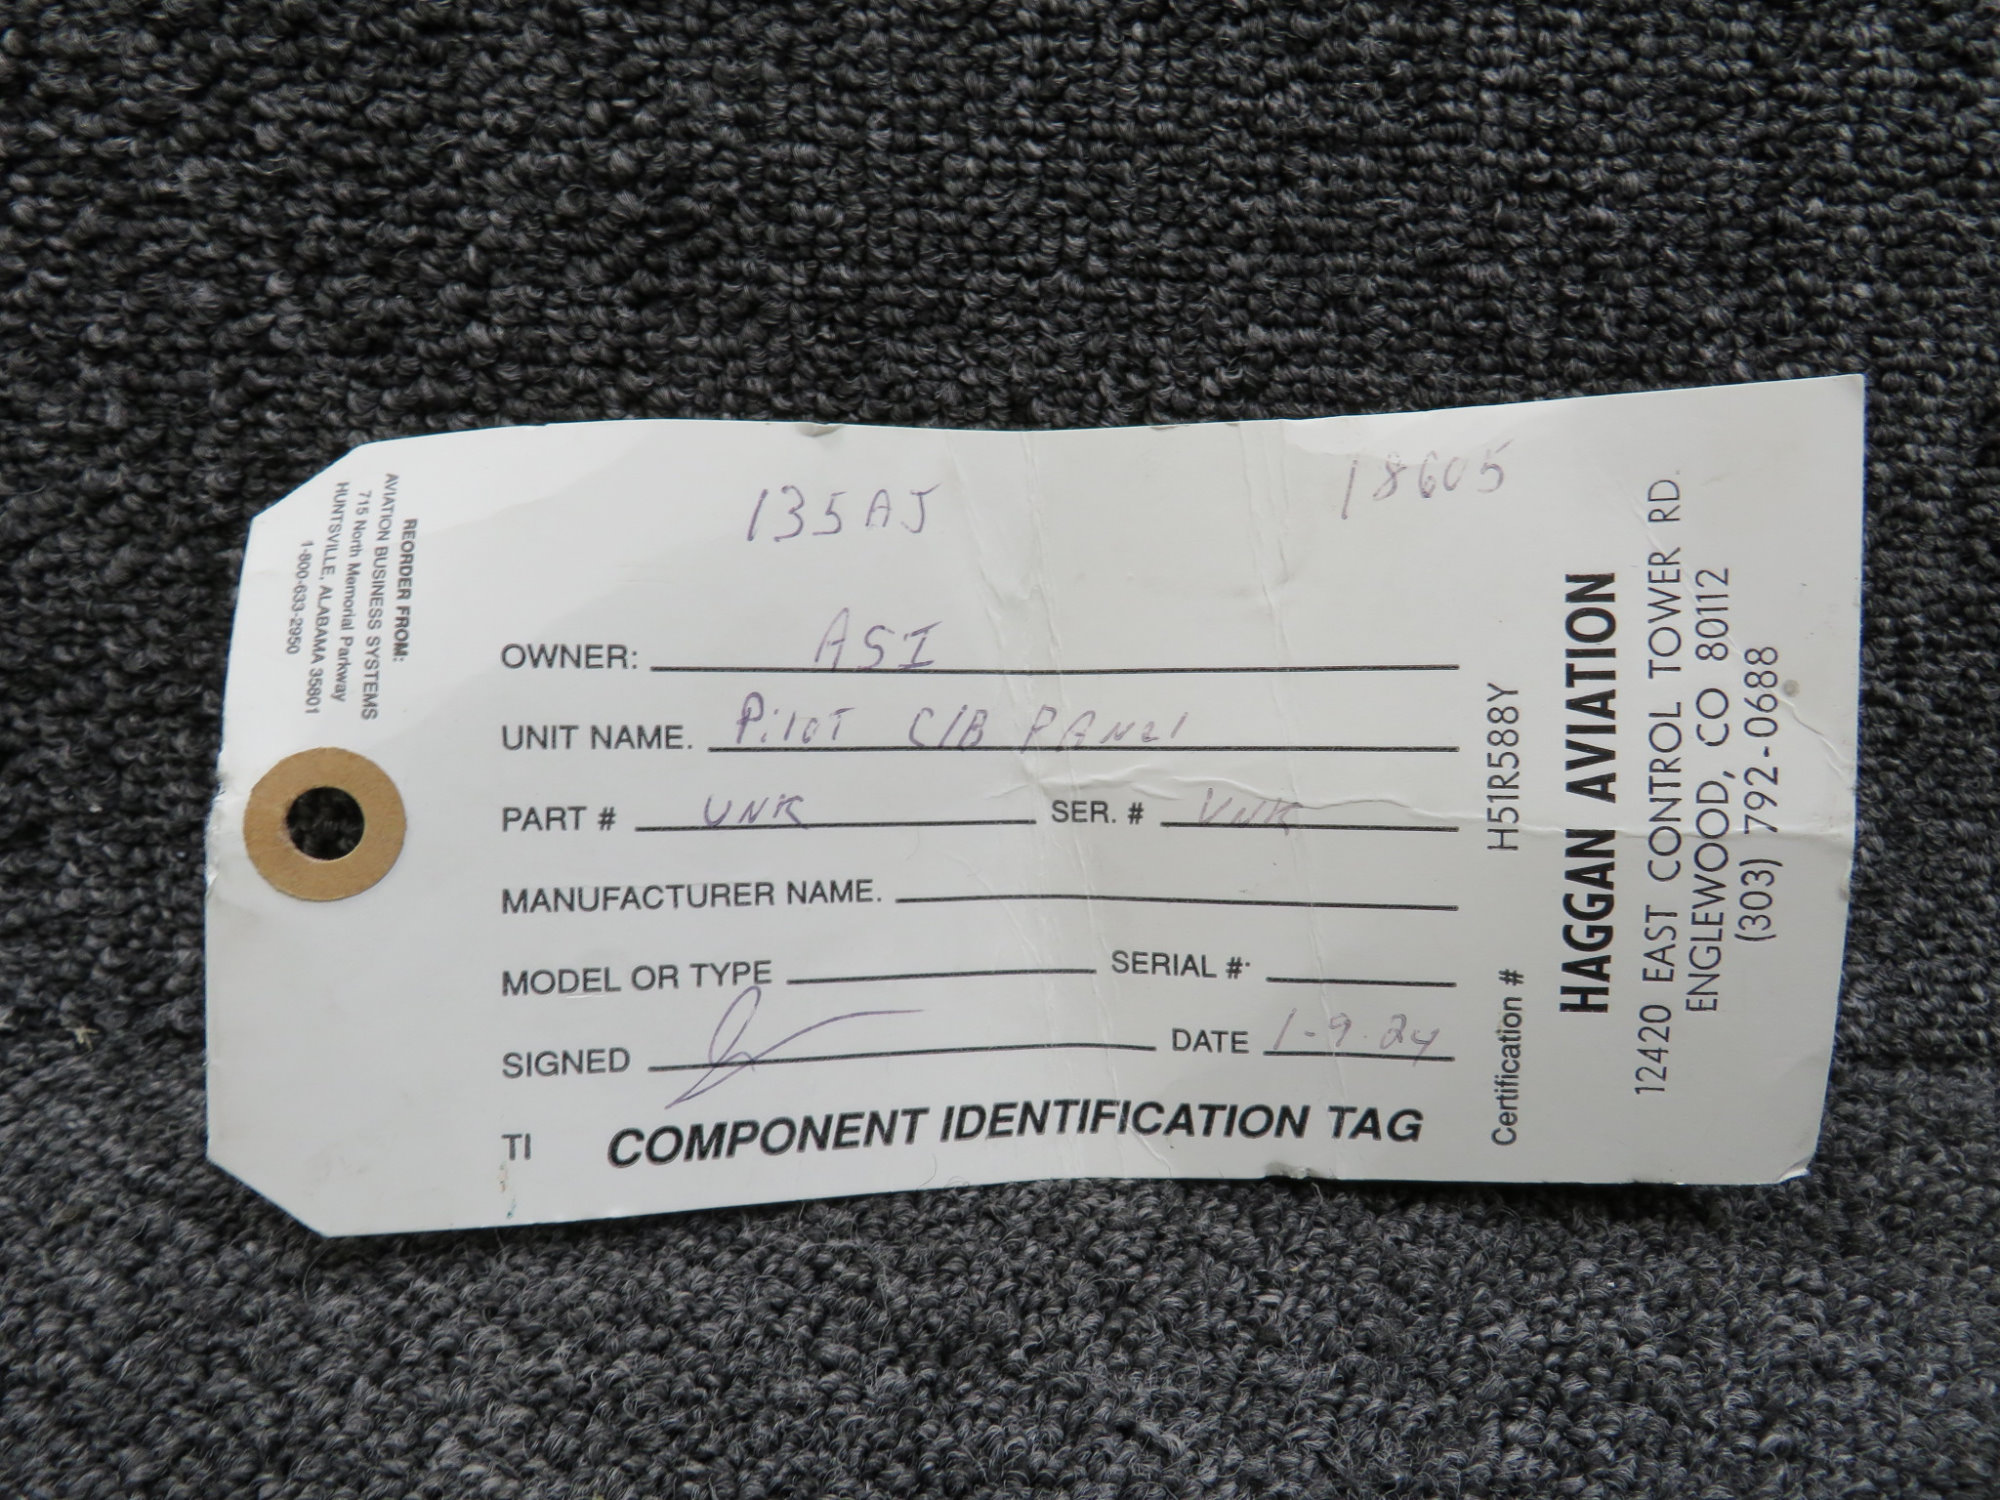 135AJ
18605
OWNER: ASI
UNIT NAME. Pilot C/B PANEl
PART # UNK SER. # UNK
MANUFACTURER NAME.
MODEL OR TYPE SERIAL #
SIGNED DATE 1-9-24
TI COMPONENT IDENTIFICATION TAG
REORDER FROM:
AVIATION BUSINESS SYSTEMS
715 North Memorial Parkway
HUNTSVILLE, ALABAMA 35801
1-800-633-2950
Certification # H51R588Y
HAGGAN AVIATION
12420 EAST CONTROL TOWER RD.
ENGLEWOOD, CO 80112
(303) 792-0688